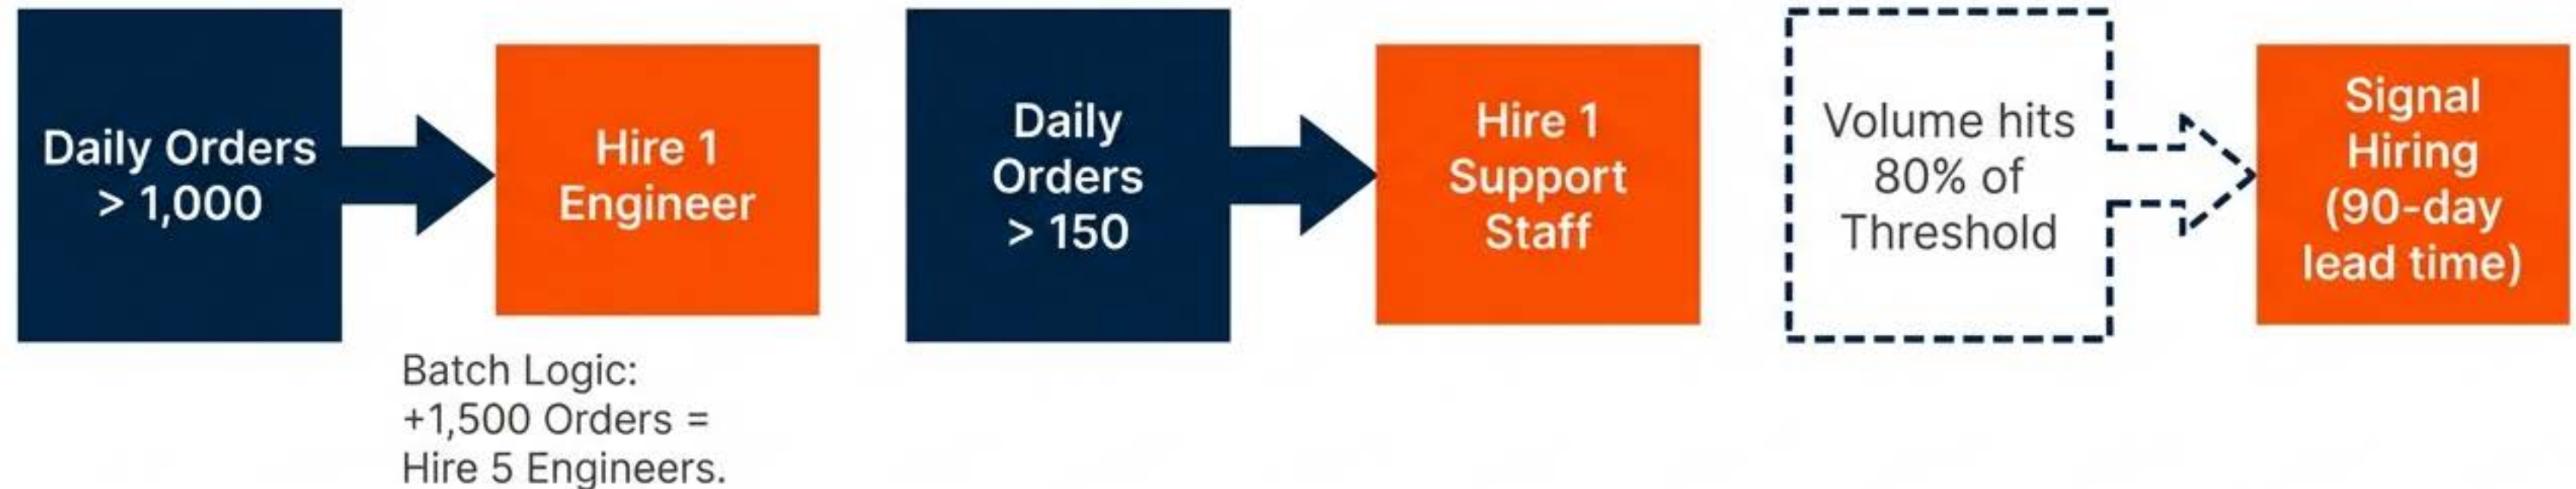 Daily Orders
> 1,000
Hire 1
Engineer
Batch Logic:
+1,500 Orders =
Hire 5 Engineers.
Daily
Orders
> 150
Hire 1
Support
Staff
Volume hits
80% of
Threshold
Signal
Hiring
(90-day
lead time)